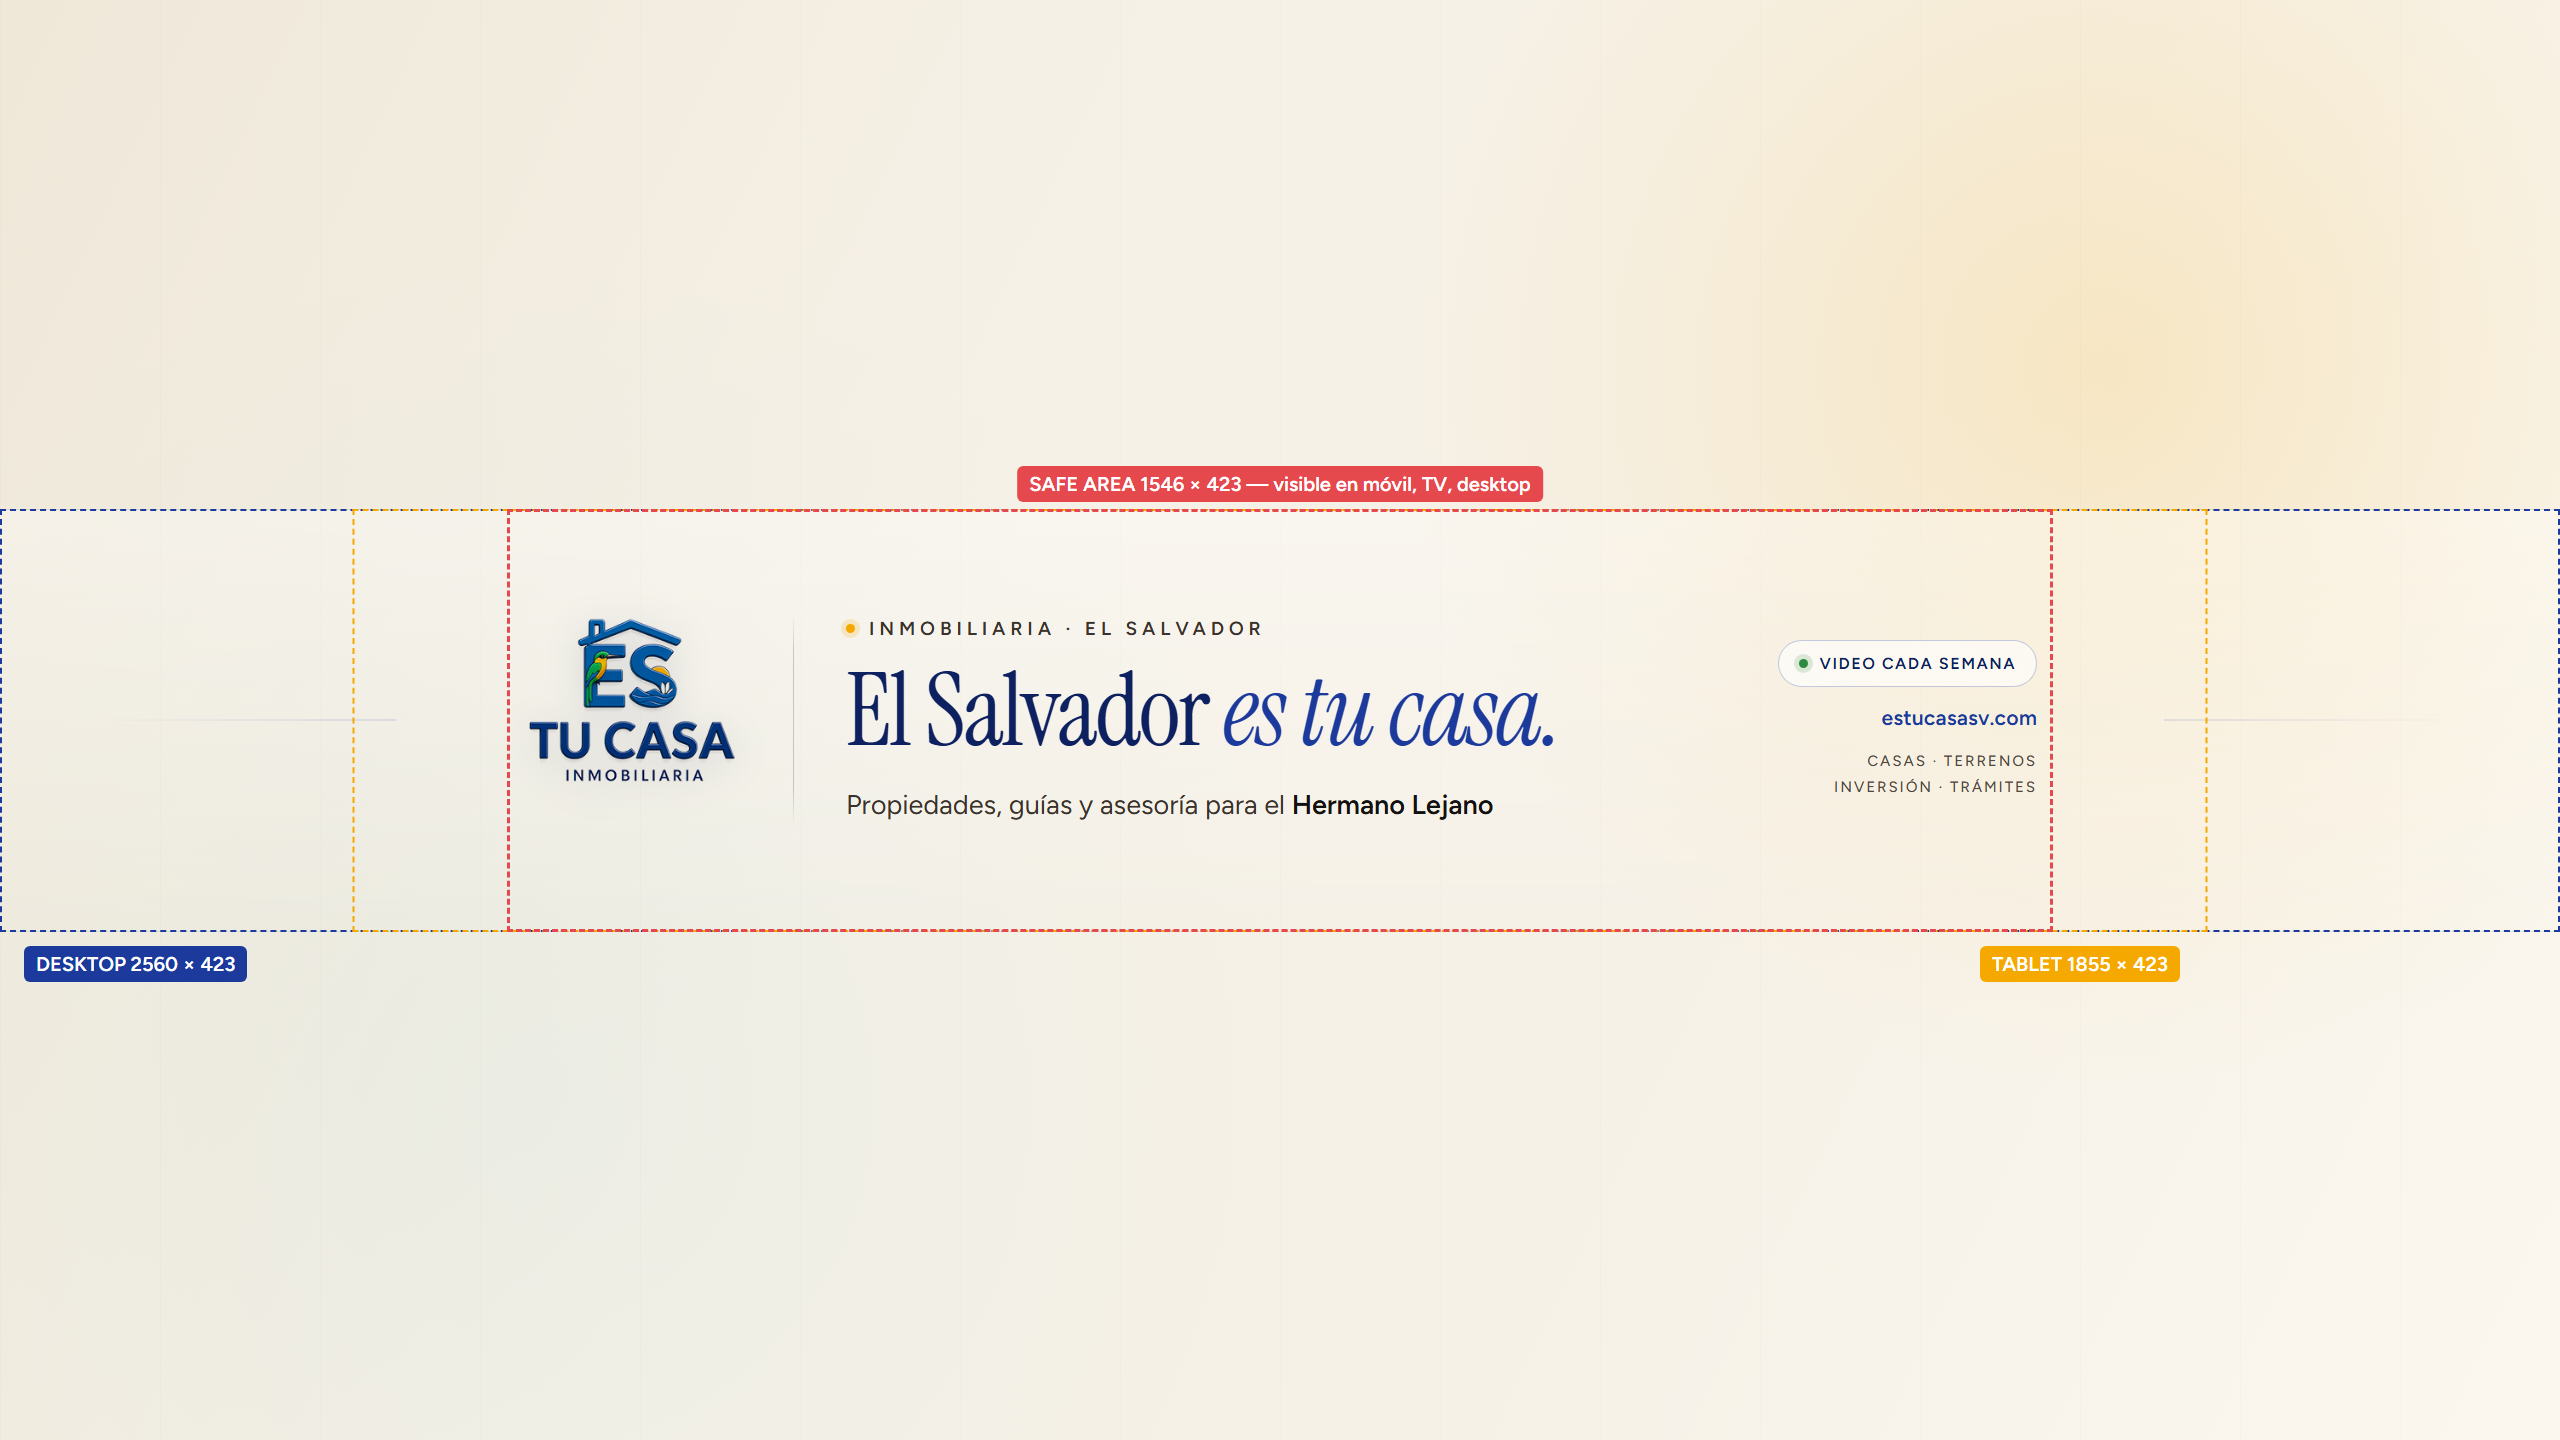 SAFE AREA 1546 × 423 — visible en móvil, TV, desktop
ES
TU CASA
INMOBILIARIA
INMOBILIARIA · EL SALVADOR
El Salvador es tu casa.
Propiedades, guías y asesoría para el Hermano Lejano
VIDEO CADA SEMANA
estucasasv.com
CASAS · TERRENOS
INVERSIÓN · TRÁMITES
DESKTOP 2560 × 423
TABLET 1855 × 423